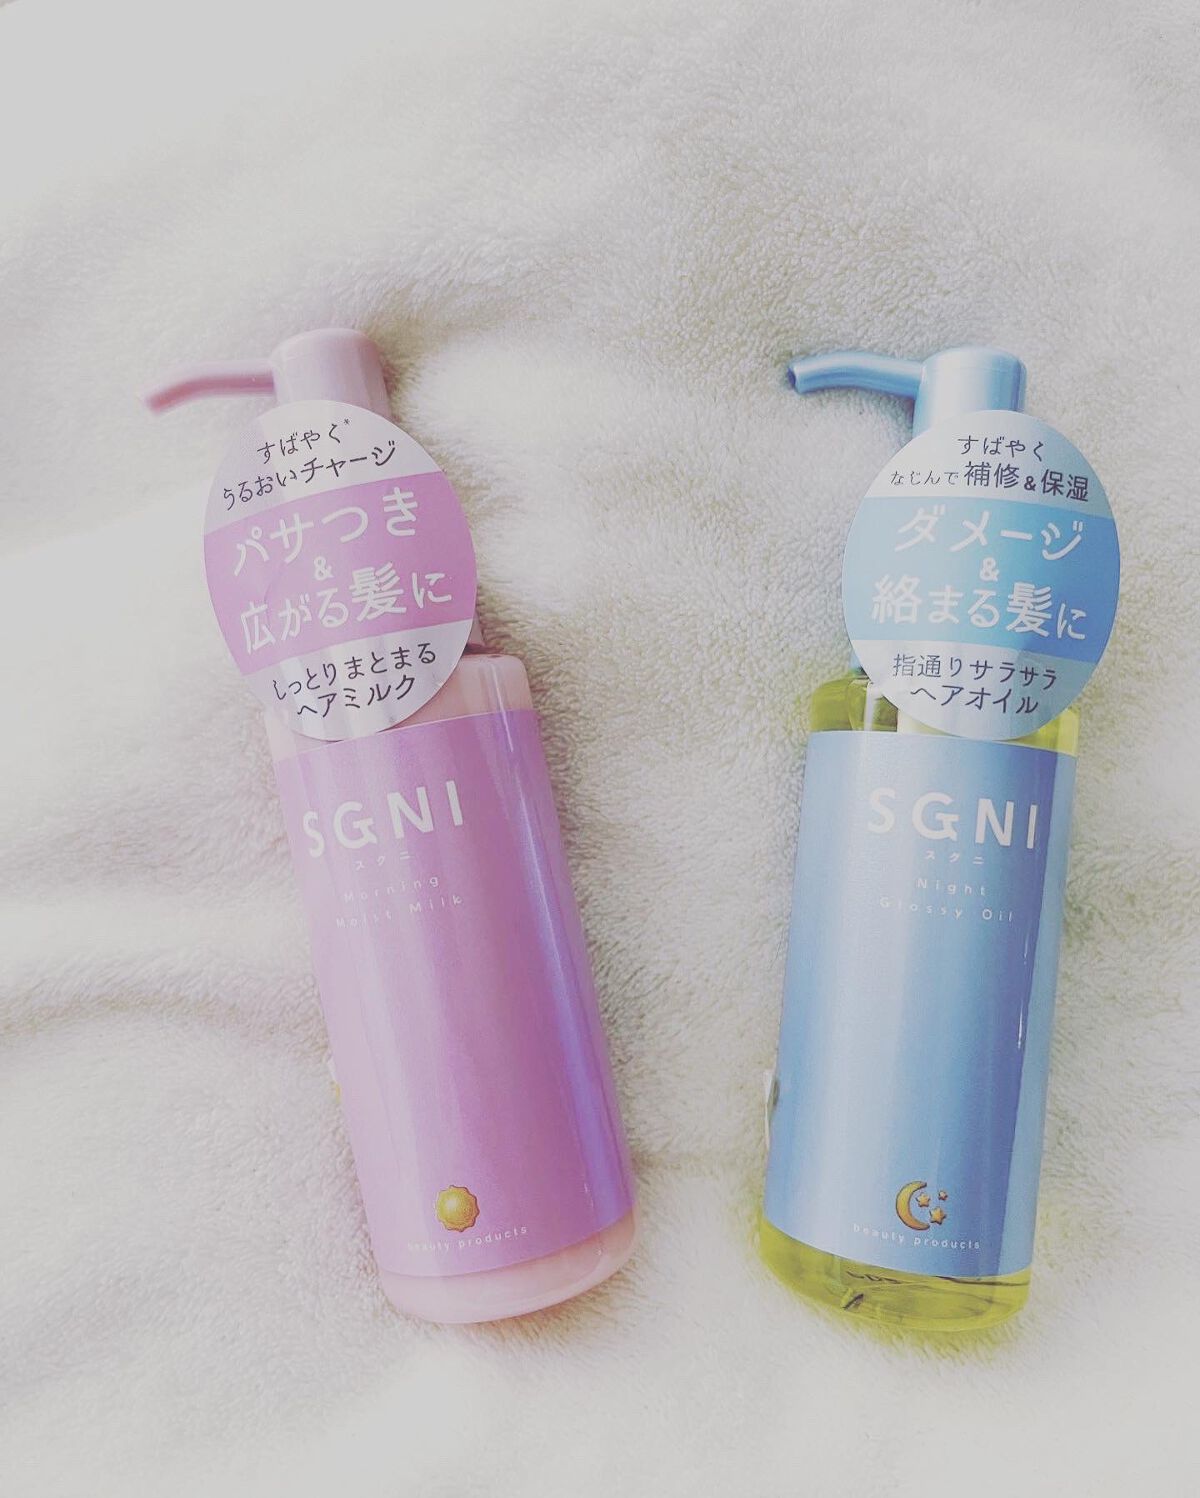 すばやく*
うるおいチャージ
パサつき
&
広がる髪に
しっとりまとまる
ヘアミルク
SGNI
スグニ
Morning
Moist Milk
beauty products
すばやく
なじんで補修&保湿
ダメージ
&
絡まる髪に
指通りサラサラ
ヘアオイル
SGNI
スグニ
Night
Glossy Oil
beauty products